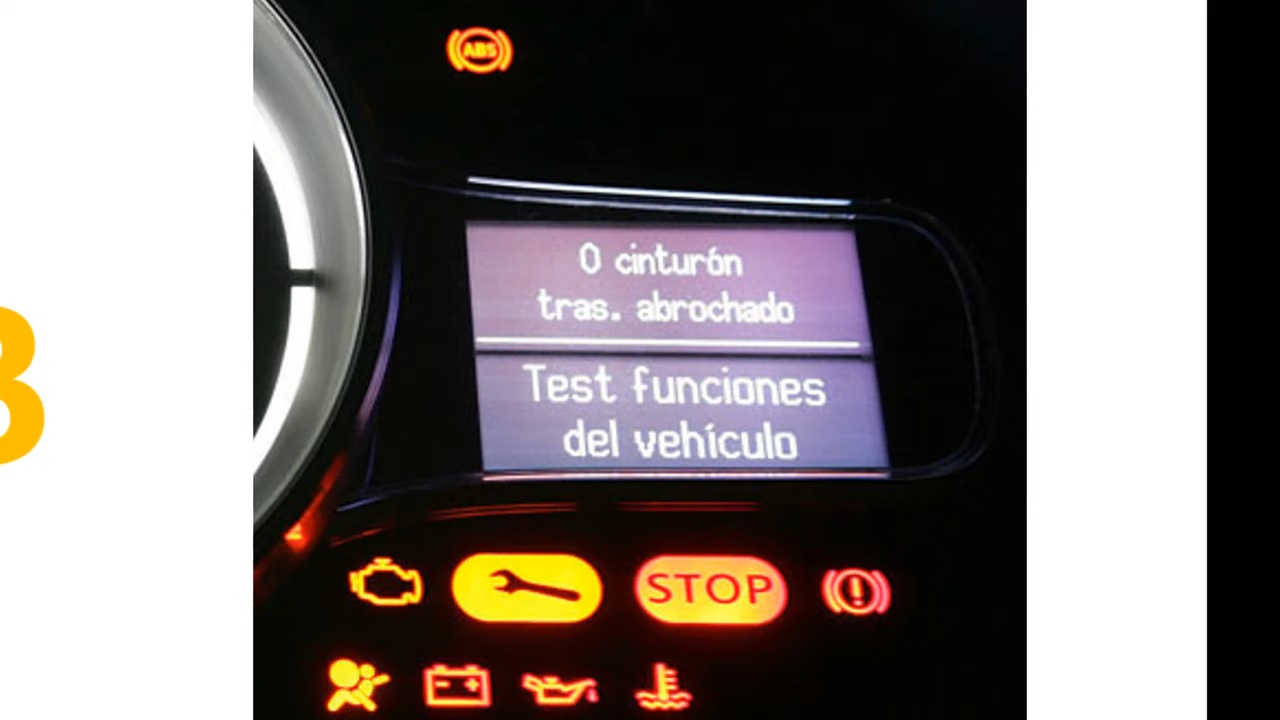 ABS
0 cinturón
tras. abrochado
Test funciones
del vehículo
STOP